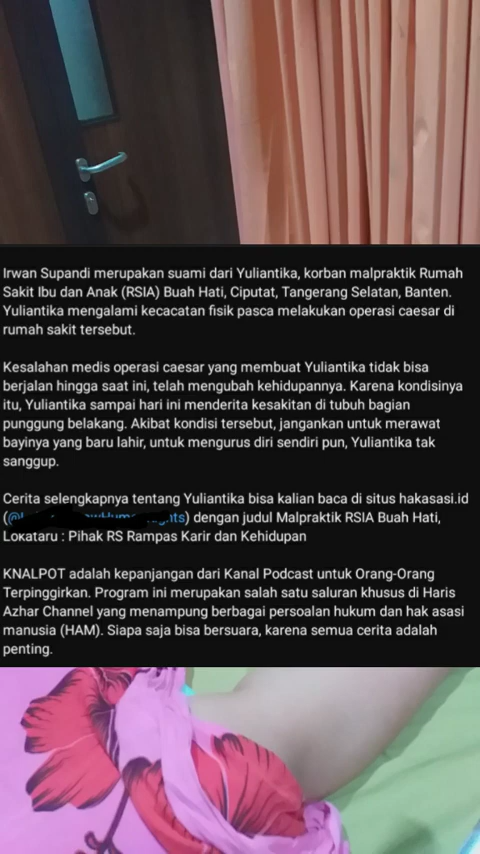 Irwan Supandi merupakan suami dari Yuliantika, korban malpraktik Rumah
Sakit Ibu dan Anak (RSIA) Buah Hati, Ciputat, Tangerang Selatan, Banten.
Yuliantika mengalami kecacatan fisik pasca melakukan operasi caesar di
rumah sakit tersebut.
Kesalahan medis operasi caesar yang membuat Yuliantika tidak bisa
berjalan hingga saat ini, telah mengubah kehidupannya. Karena kondisinya
itu, Yuliantika sampai hari ini menderita kesakitan di tubuh bagian
punggung belakang. Akibat kondisi tersebut, jangankan untuk merawat
bayinya yang baru lahir, untuk mengurus diri sendiri pun, Yuliantika tak
sanggup.
Cerita selengkapnya tentang Yuliantika bisa kalian baca di situs hakasasi.id
dengan judul Malpraktik RSIA Buah Hati,
Lokataru : Pihak RS Rampas Karir dan Kehidupan
KNALPOT adalah kepanjangan dari Kanal Podcast untuk Orang-Orang
Terpinggirkan. Program ini merupakan salah satu saluran khusus di Haris
Azhar Channel yang menampung berbagai persoalan hukum dan hak asasi
manusia (HAM). Siapa saja bisa bersuara, karena semua cerita adalah
penting.